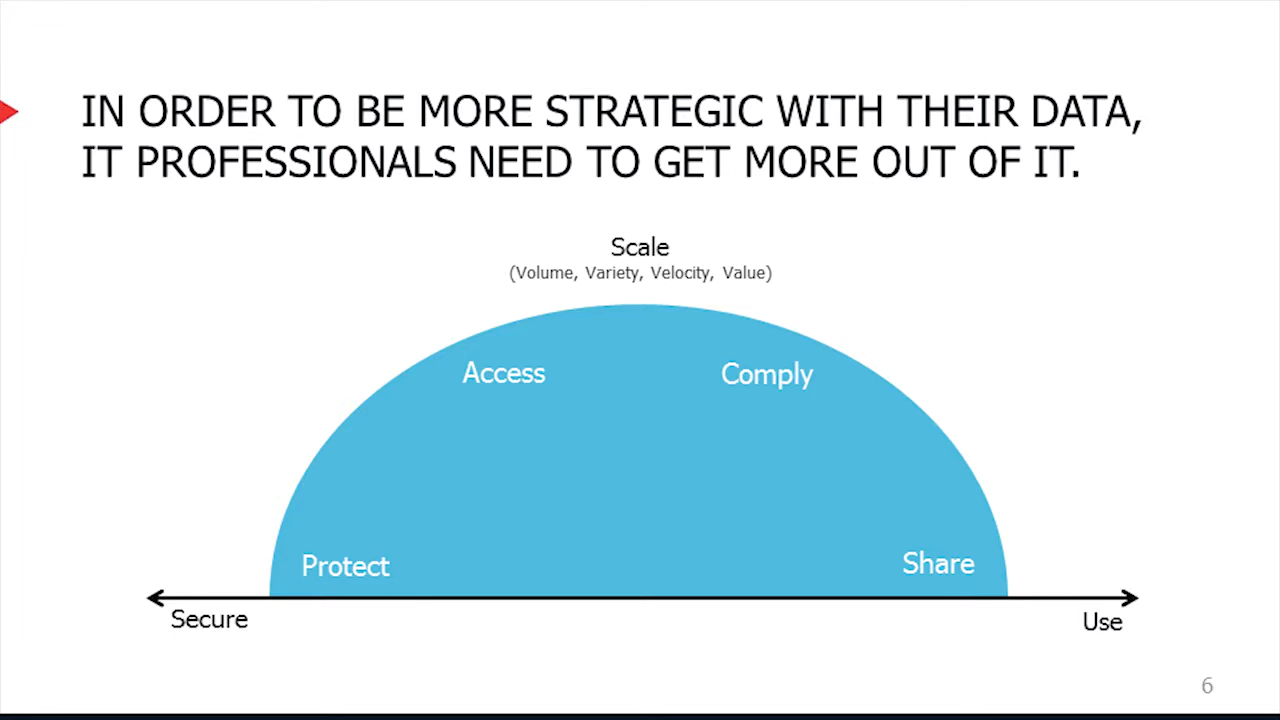 IN ORDER TO BE MORE STRATEGIC WITH THEIR DATA,
IT PROFESSIONALS NEED TO GET MORE OUT OF IT.
Scale
(Volume, Variety, Velocity, Value)
Access
Comply
Protect
Share
Secure
Use
6